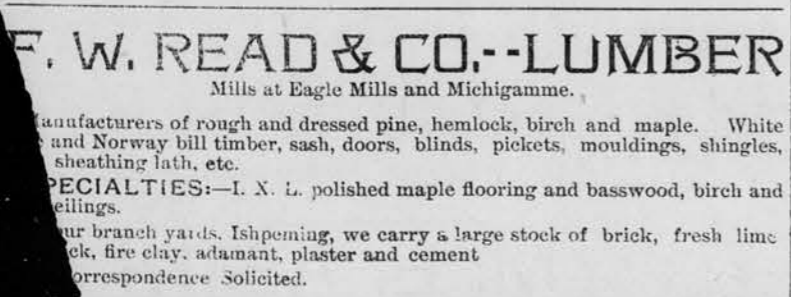 F. W. READ & CO.--LUMBER
Mills at Eagle Mills and Michigamme.
anufacturers of rough and dressed pine, hemlock, birch and maple. White
and Norway bill timber, sash, doors, blinds, pickets, mouldings, shingles,
sheathing lath, etc.
PECIALTIES:—I. X. L. polished maple flooring and basswood, birch and
eilings.
ur branch yards, Ishpeming, we carry a large stock of brick, fresh lime
ck, fire clay, adamant, plaster and cement
orrespondence Solicited.